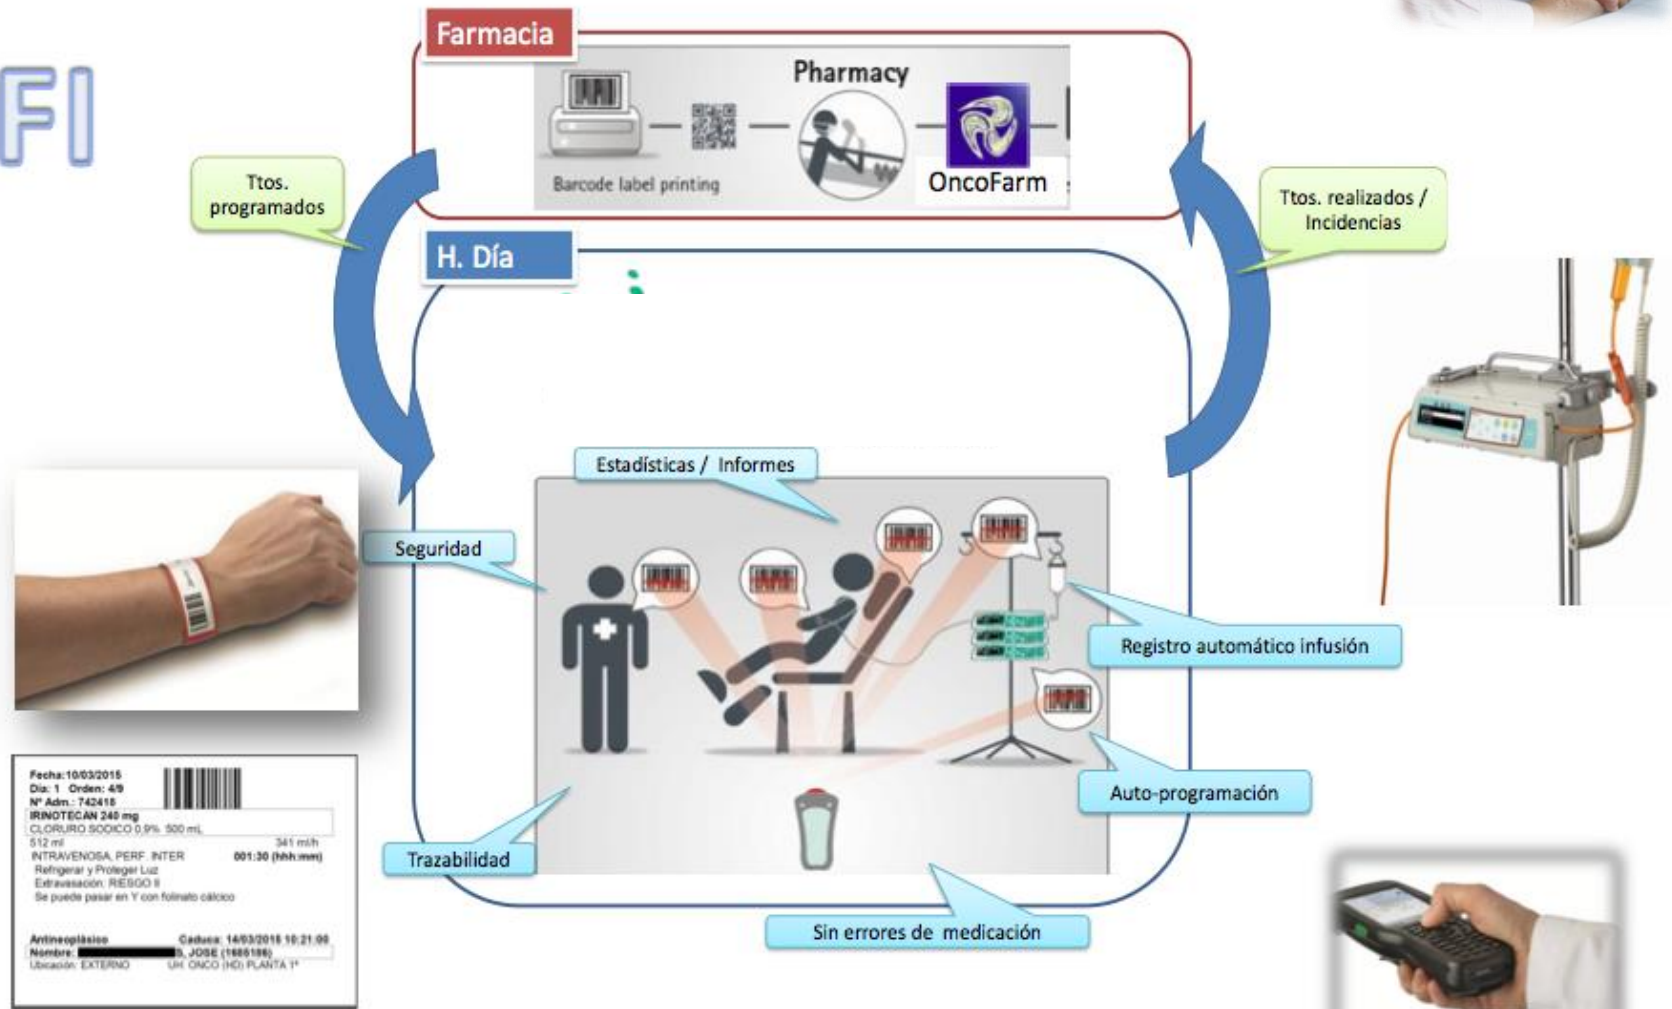 Farmacia
FI
Pharmacy
Ttos.
programados
Barcode label printing
OncoFarm
Ttos. realizados /
Incidencias
H. Día
Estadísticas / Informes
Seguridad
Registro automático infusión
Auto-programación
Trazabilidad
Sin errores de medicación
Fecha:10/03/2015
Dia: 1 Orden: 4/9
Nº Adm.: 742418
IRINOTECAN 240 mg
CLORURO SODICO 0,9% 500 mL
512 ml 341 ml/h
INTRAVENOSA, PERF. INTER 001:30 (hhh:mm)
Refrigerar y Proteger Luz
Extravasación: RIESGO II
Se puede pasar en Y con folinato cálcico
Antineoplásico Caduca: 14/03/2015 10:21:00
Nombre: S, JOSE (1685186)
Ubicación: EXTERNO UH. ONCO (HD) PLANTA 1ª